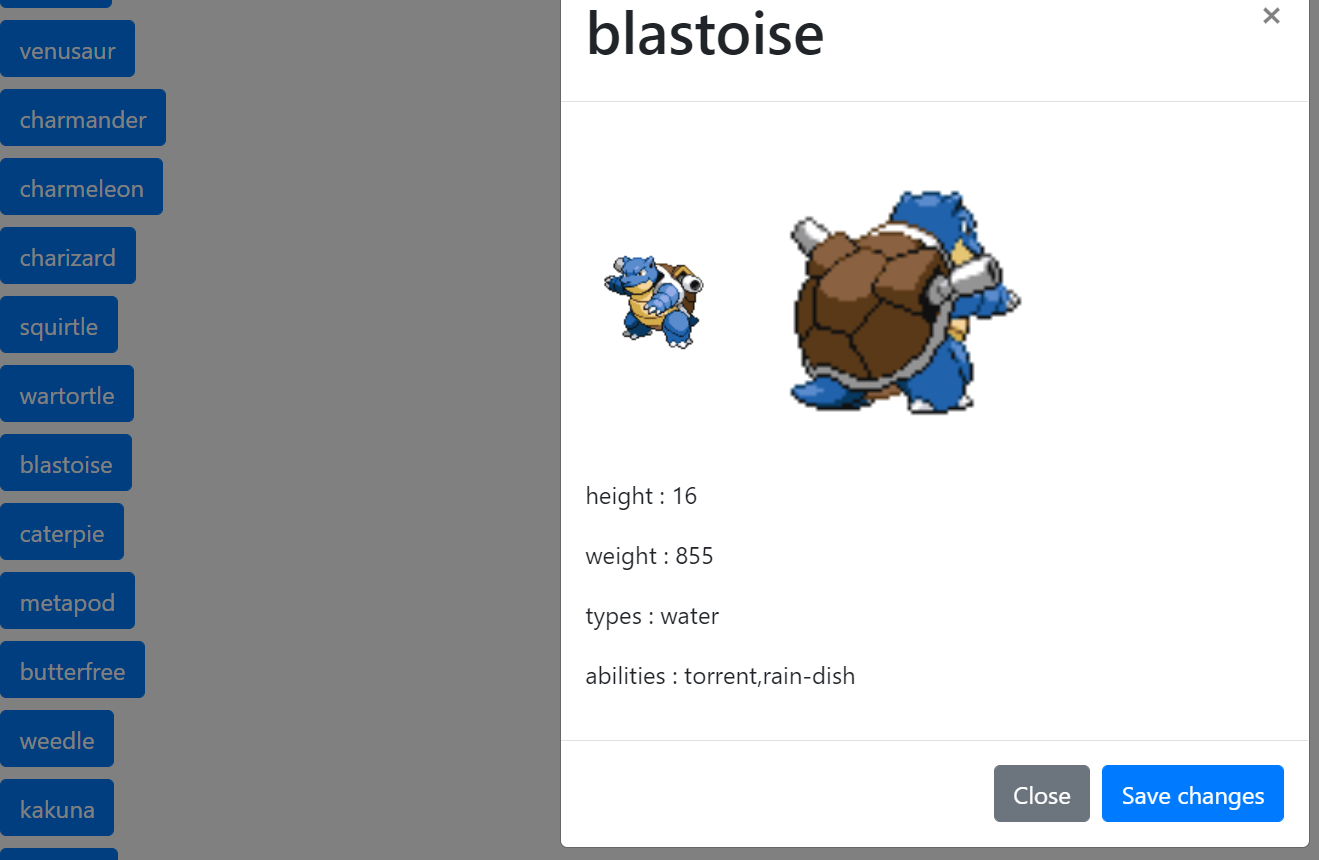 venusaur
charmander
charmeleon
charizard
squirtle
wartortle
blastoise
caterpie
metapod
butterfree
weedle
kakuna
blastoise
×
height : 16
weight : 855
types : water
abilities : torrent,rain-dish
Close
Save changes